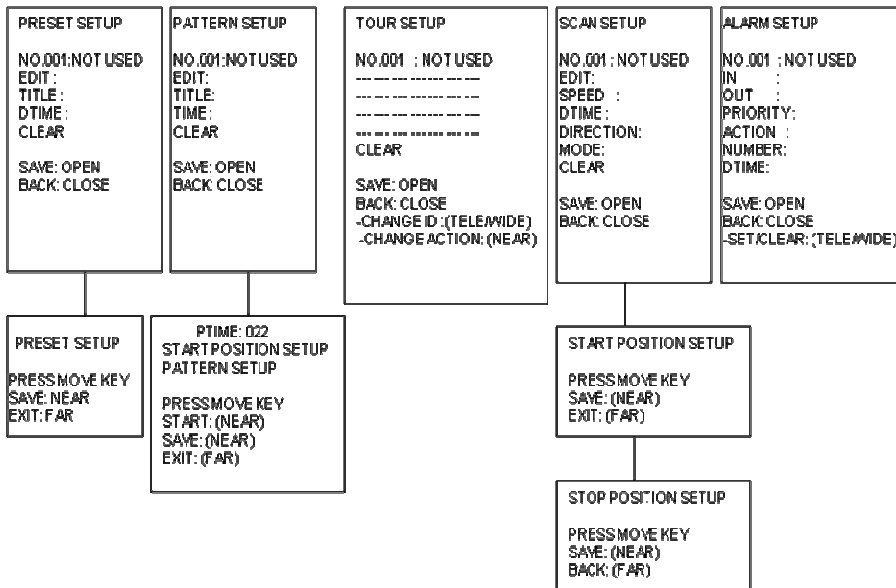 PRESET SETUP
NO.001:NOT USED
EDIT :
TITLE :
DTIME :
CLEAR
SAVE: OPEN
BACK: CLOSE
PATTERN SETUP
NO.001:NOT USED
EDIT:
TITLE:
TIME:
CLEAR
SAVE: OPEN
BACK: CLOSE
TOUR SETUP
NO.001 : NOT USED
--------------------
--------------------
--------------------
--------------------
CLEAR
SAVE: OPEN
BACK: CLOSE
-CHANGE ID :(TELE/WIDE)
-CHANGE ACTION: (NEAR)
SCAN SETUP
NO.001 : NOT USED
EDIT:
SPEED :
DTIME :
DIRECTION:
MODE:
CLEAR
SAVE: OPEN
BACK: CLOSE
ALARM SETUP
NO.001 : NOT USED
IN :
OUT :
PRIORITY:
ACTION :
NUMBER:
DTIME:
SAVE: OPEN
BACK: CLOSE
-SET/CLEAR: (TELE/WIDE)
PRESET SETUP
PRESS MOVE KEY
SAVE: NEAR
EXIT: FAR
PTIME: 022
START POSITION SETUP
PATTERN SETUP
PRESS MOVE KEY
START: (NEAR)
SAVE: (NEAR)
EXIT: (FAR)
START POSITION SETUP
PRESS MOVE KEY
SAVE: (NEAR)
EXIT: (FAR)
STOP POSITION SETUP
PRESS MOVE KEY
SAVE: (NEAR)
BACK: (FAR)